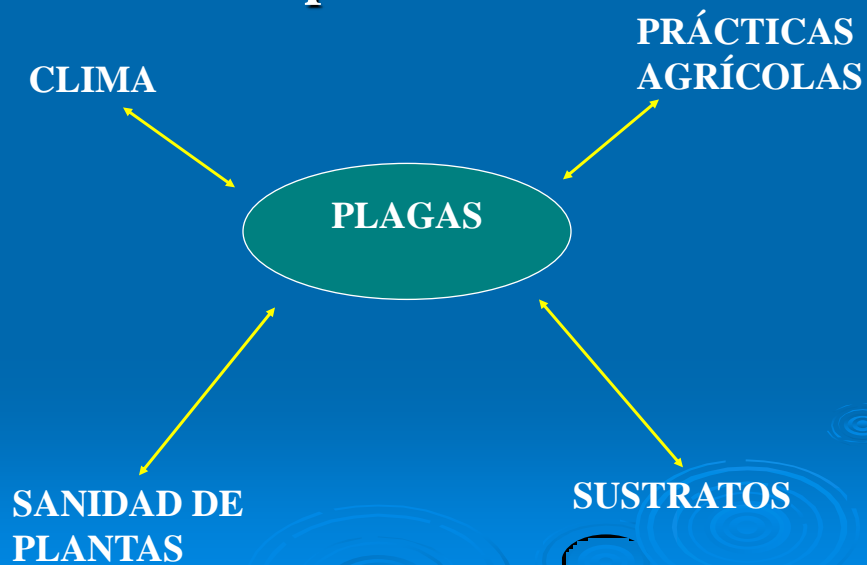 CLIMA
PRÁCTICAS
AGRÍCOLAS
PLAGAS
SANIDAD DE
PLANTAS
SUSTRATOS